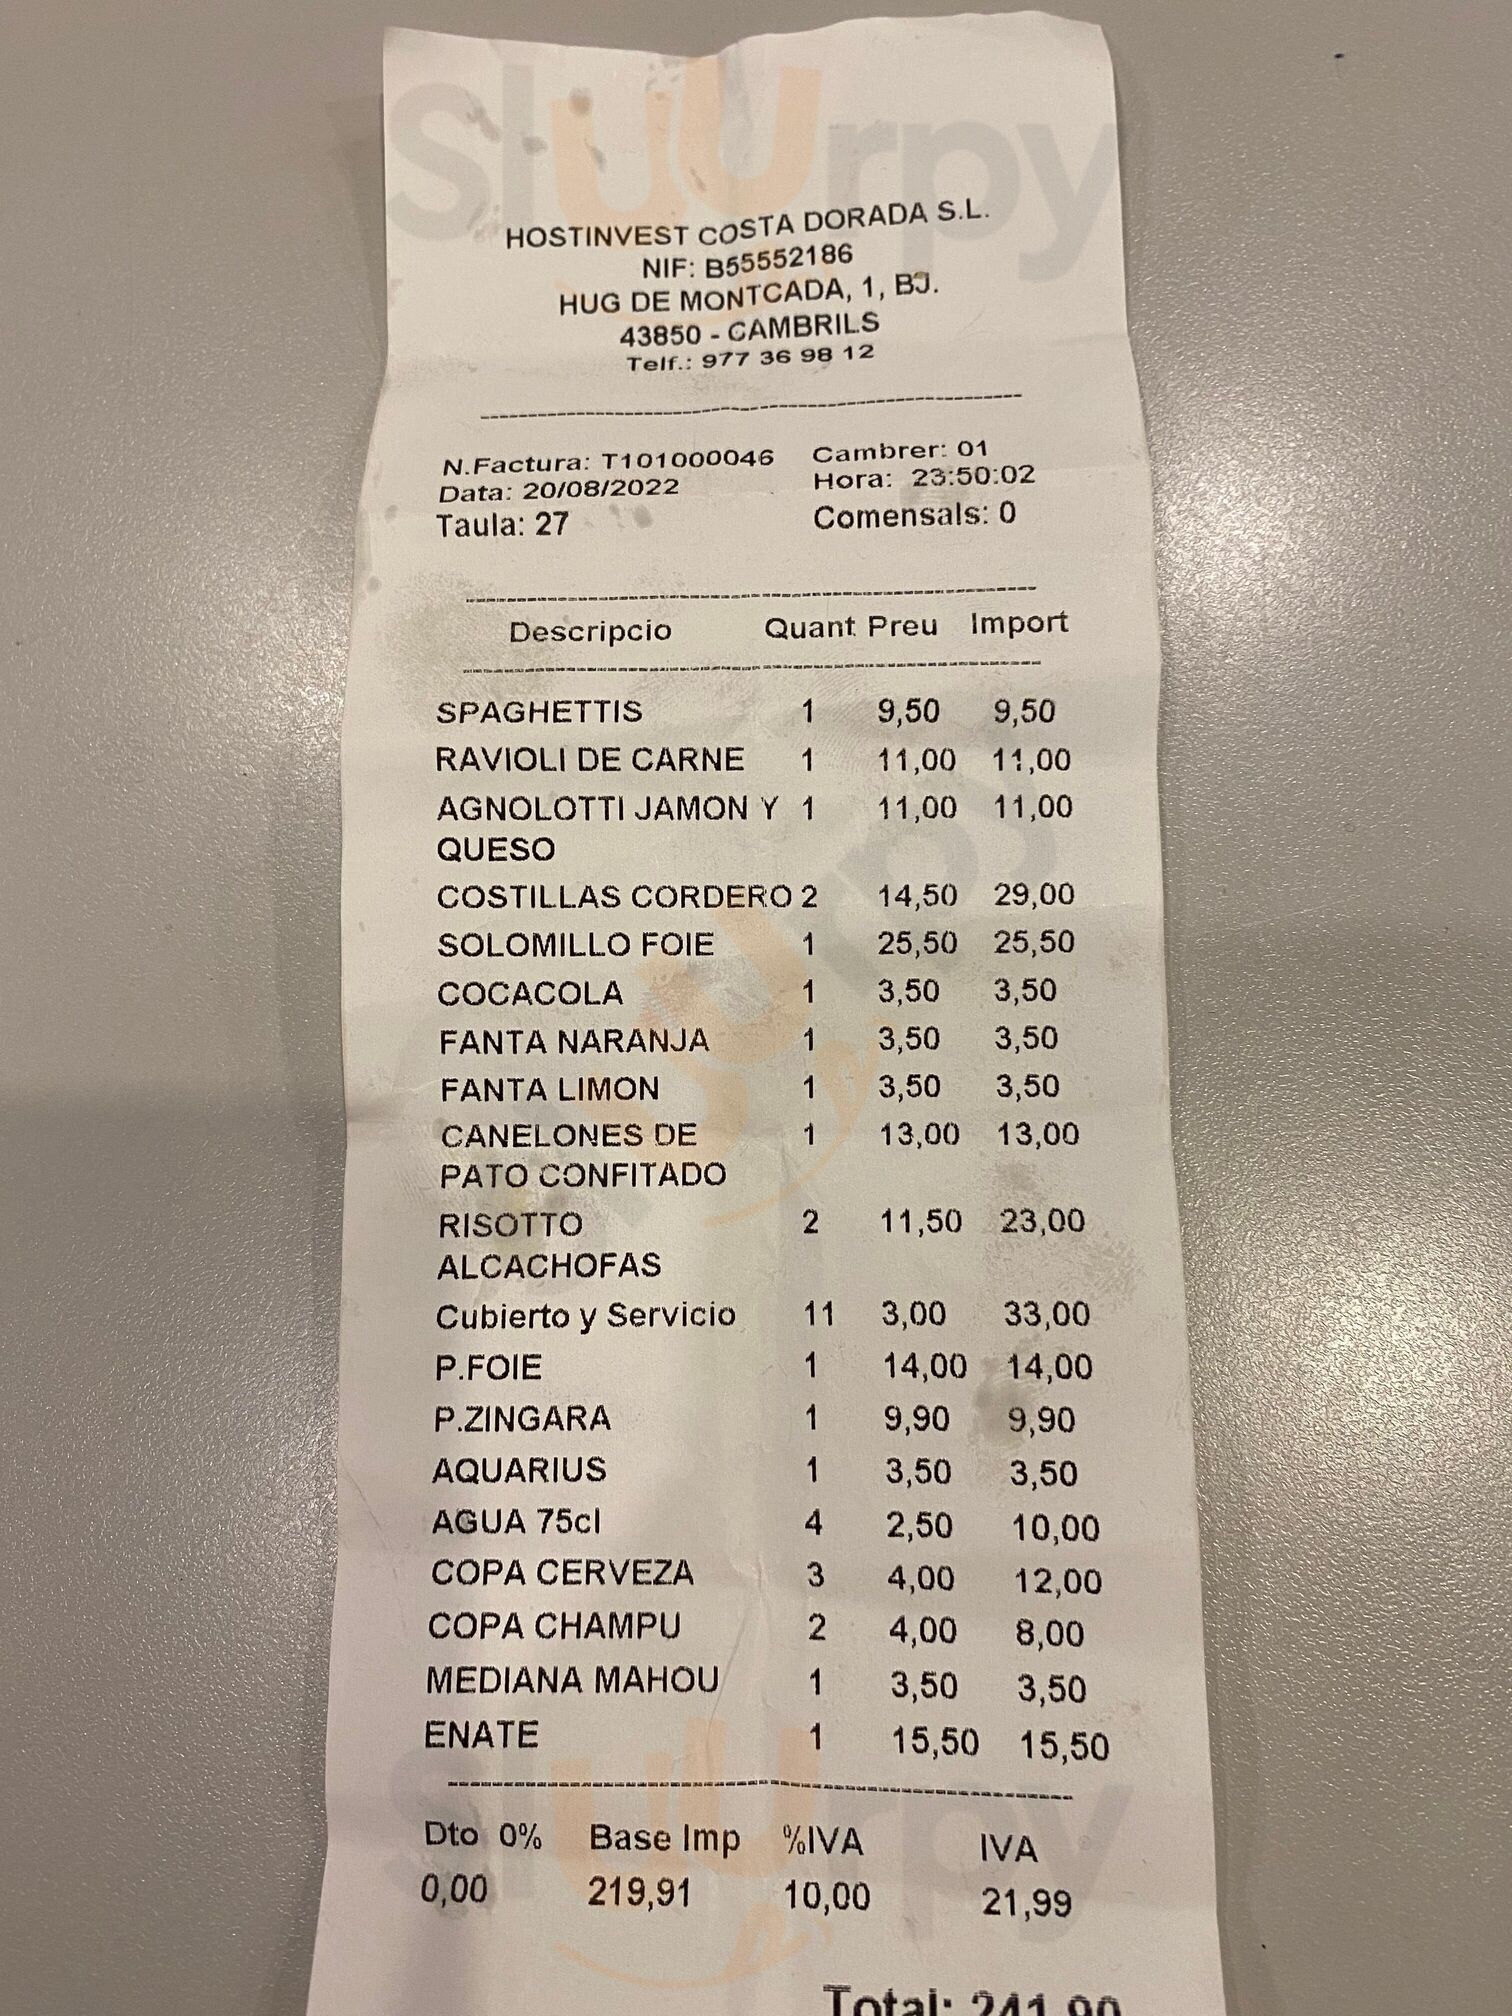 HOSTINVEST COSTA DORADA S.L.
NIF: B55552186
HUG DE MONTCADA, 1, BJ.
43850 - CAMBRILS
Telf.: 977 36 98 12
N.Factura: T101000046 Cambrer: 01
Data: 20/08/2022 Hora: 23:50:02
Taula: 27 Comensals: 0
Descripcio Quant Preu Import
SPAGHETTIS 1 9,50 9,50
RAVIOLI DE CARNE 1 11,00 11,00
AGNOLOTTI JAMON Y 1 11,00 11,00
QUESO
COSTILLAS CORDERO 2 14,50 29,00
SOLOMILLO FOIE 1 25,50 25,50
COCACOLA 1 3,50 3,50
FANTA NARANJA 1 3,50 3,50
FANTA LIMON 1 3,50 3,50
CANELONES DE 1 13,00 13,00
PATO CONFITADO
RISOTTO 2 11,50 23,00
ALCACHOFAS
Cubierto y Servicio 11 3,00 33,00
P.FOIE 1 14,00 14,00
P.ZINGARA 1 9,90 9,90
AQUARIUS 1 3,50 3,50
AGUA 75cl 4 2,50 10,00
COPA CERVEZA 3 4,00 12,00
COPA CHAMPU 2 4,00 8,00
MEDIANA MAHOU 1 3,50 3,50
ENATE 1 15,50 15,50
Dto 0% Base Imp %IVA IVA
0,00 219,91 10,00 21,99
Total: 241,90
Sluurpy
Sluurpy
Sluurpy